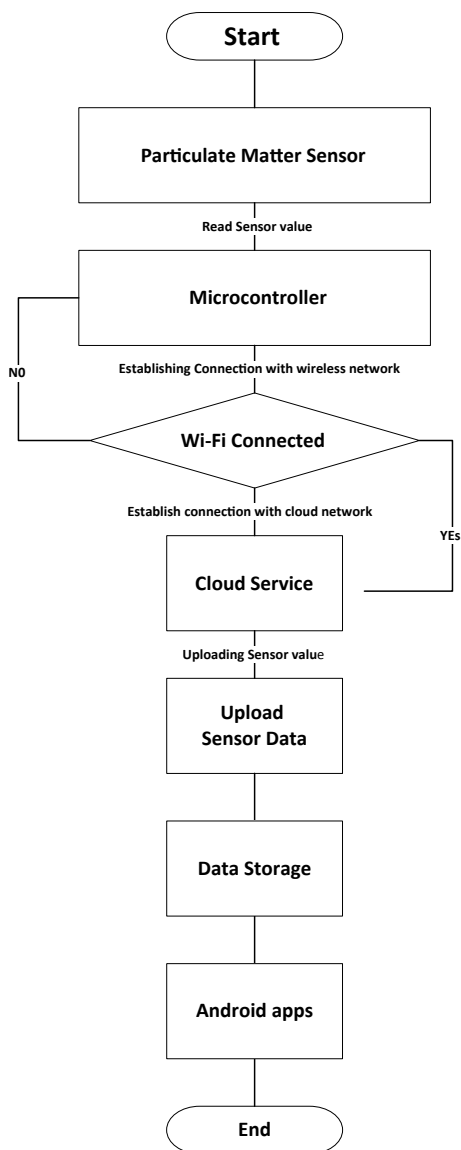 Start
Particulate Matter Sensor
Read Sensor value
Microcontroller
Establishing Connection with wireless network
N0
Wi-Fi Connected
Establish connection with cloud network
YEs
Cloud Service
Uploading Sensor value
Upload
Sensor Data
Data Storage
Android apps
End